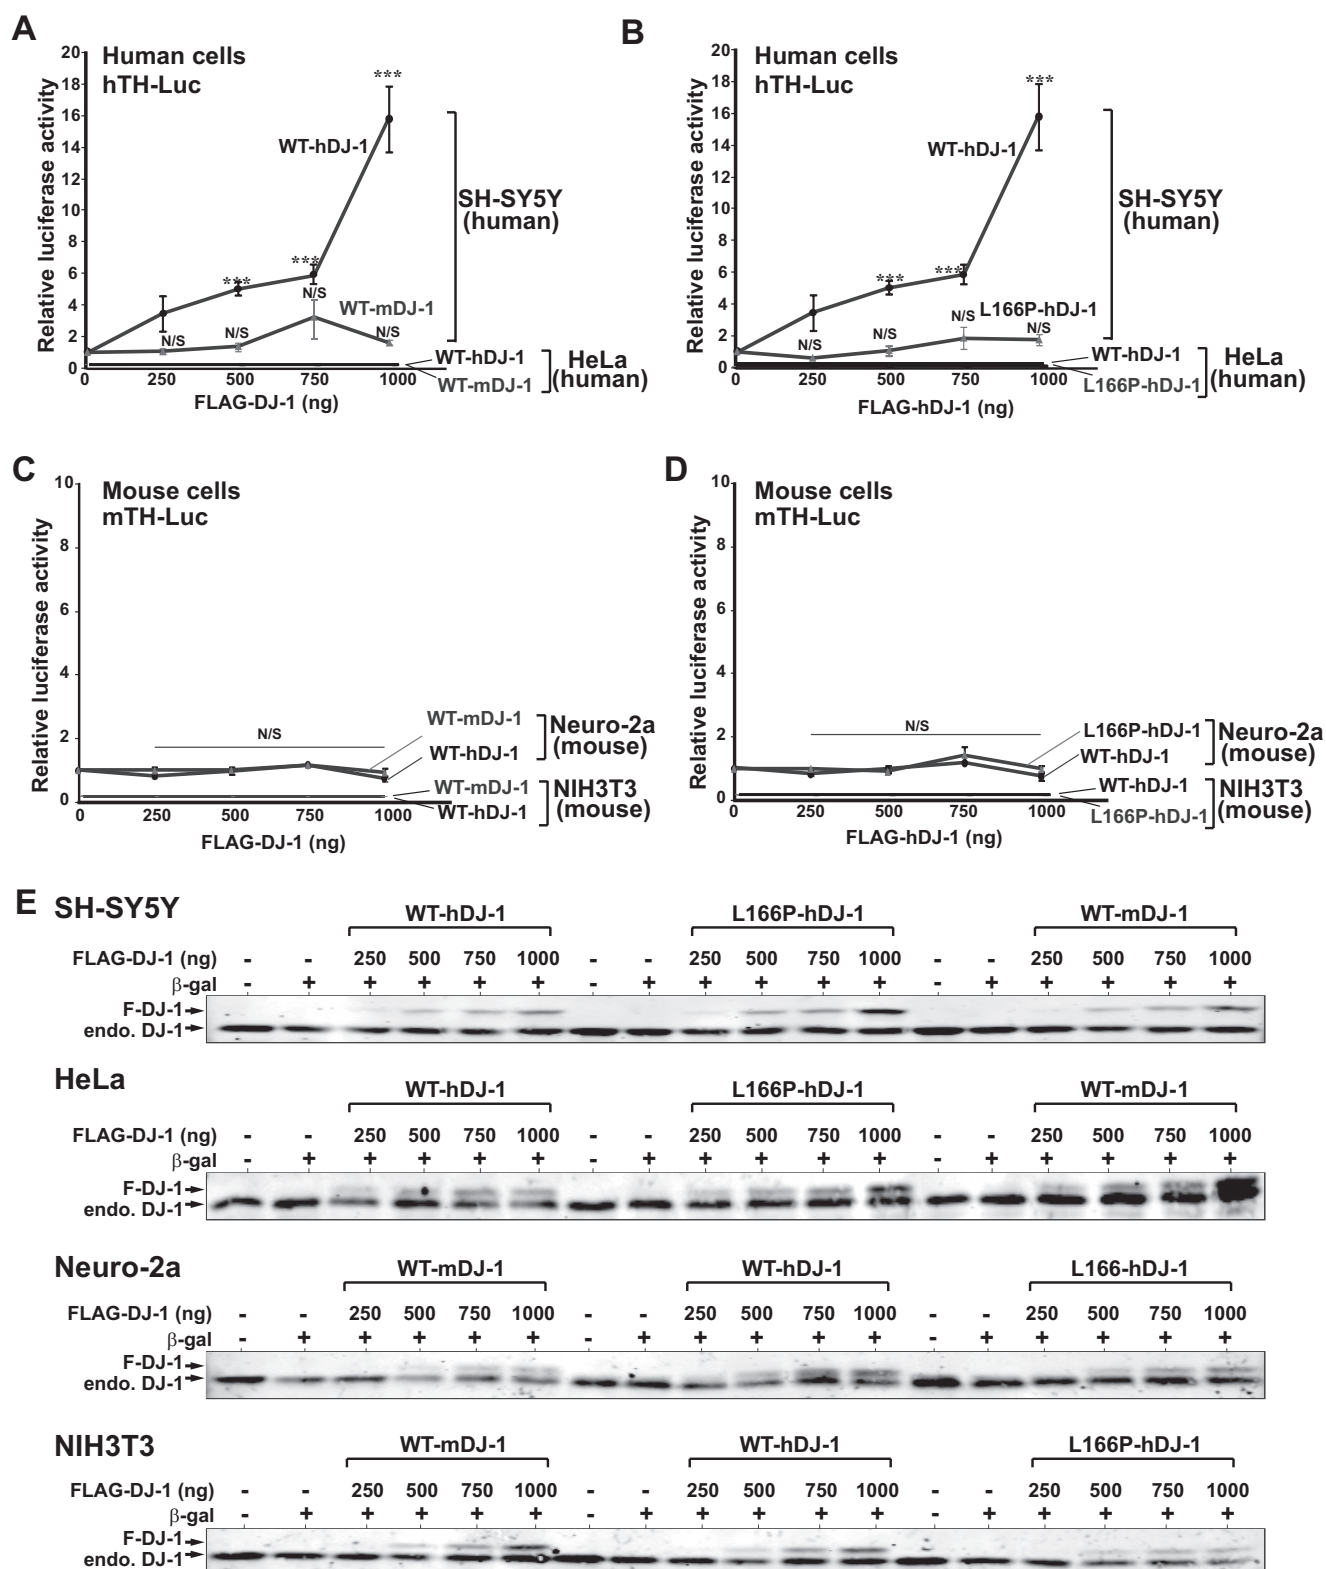 A
Human cells
hTH-Luc
Relative luciferase activity
20
18
16
14
12
10
8
6
4
2
0
***
WT-hDJ-1
***
***
N/S
WT-mDJ-1
N/S
N/S
N/S
SH-SY5Y
(human)
WT-hDJ-1
WT-mDJ-1
HeLa
(human)
0 250 500 750 1000
FLAG-DJ-1 (ng)
B
Human cells
hTH-Luc
Relative luciferase activity
20
18
16
14
12
10
8
6
4
2
0
***
WT-hDJ-1
***
***
L166P-hDJ-1
N/S
N/S
N/S
N/S
SH-SY5Y
(human)
WT-hDJ-1
L166P-hDJ-1
HeLa
(human)
0 250 500 750 1000
FLAG-hDJ-1 (ng)
C
Mouse cells
mTH-Luc
Relative luciferase activity
10
8
6
4
2
0
N/S
WT-mDJ-1
WT-hDJ-1
Neuro-2a
(mouse)
WT-mDJ-1
WT-hDJ-1
NIH3T3
(mouse)
0 250 500 750 1000
FLAG-DJ-1 (ng)
D
Mouse cells
mTH-Luc
Relative luciferase activity
10
8
6
4
2
0
N/S
L166P-hDJ-1
WT-hDJ-1
Neuro-2a
(mouse)
WT-hDJ-1
L166P-hDJ-1
NIH3T3
(mouse)
0 250 500 750 1000
FLAG-hDJ-1 (ng)
E SH-SY5Y
WT-hDJ-1 L166P-hDJ-1 WT-mDJ-1
FLAG-DJ-1 (ng) - - 250 500 750 1000 - - 250 500 750 1000 - - 250 500 750 1000
β-gal - + + + + + - + + + + + - + + + + +
F-DJ-1
endo. DJ-1
HeLa
WT-hDJ-1 L166P-hDJ-1 WT-mDJ-1
FLAG-DJ-1 (ng) - - 250 500 750 1000 - - 250 500 750 1000 - - 250 500 750 1000
β-gal - + + + + + - + + + + + - + + + + +
F-DJ-1
endo. DJ-1
Neuro-2a
WT-mDJ-1 WT-hDJ-1 L166-hDJ-1
FLAG-DJ-1 (ng) - - 250 500 750 1000 - - 250 500 750 1000 - - 250 500 750 1000
β-gal - + + + + + - + + + + + - + + + + +
F-DJ-1
endo. DJ-1
NIH3T3
WT-mDJ-1 WT-hDJ-1 L166P-hDJ-1
FLAG-DJ-1 (ng) - - 250 500 750 1000 - - 250 500 750 1000 - - 250 500 750 1000
β-gal - + + + + + - + + + + + - + + + + +
F-DJ-1
endo. DJ-1